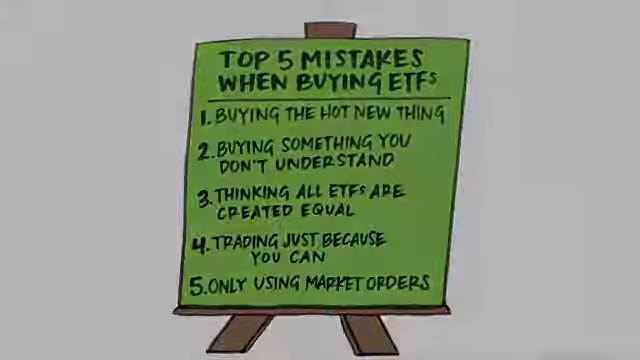 TOP 5 MISTAKES
WHEN BUYING ETFs
1. BUYING THE HOT NEW THING
2. BUYING SOMETHING YOU
DON'T UNDERSTAND
3. THINKING ALL ETFs ARE
CREATED EQUAL
4. TRADING JUST BECAUSE
YOU CAN
5. ONLY USING MARKET ORDERS